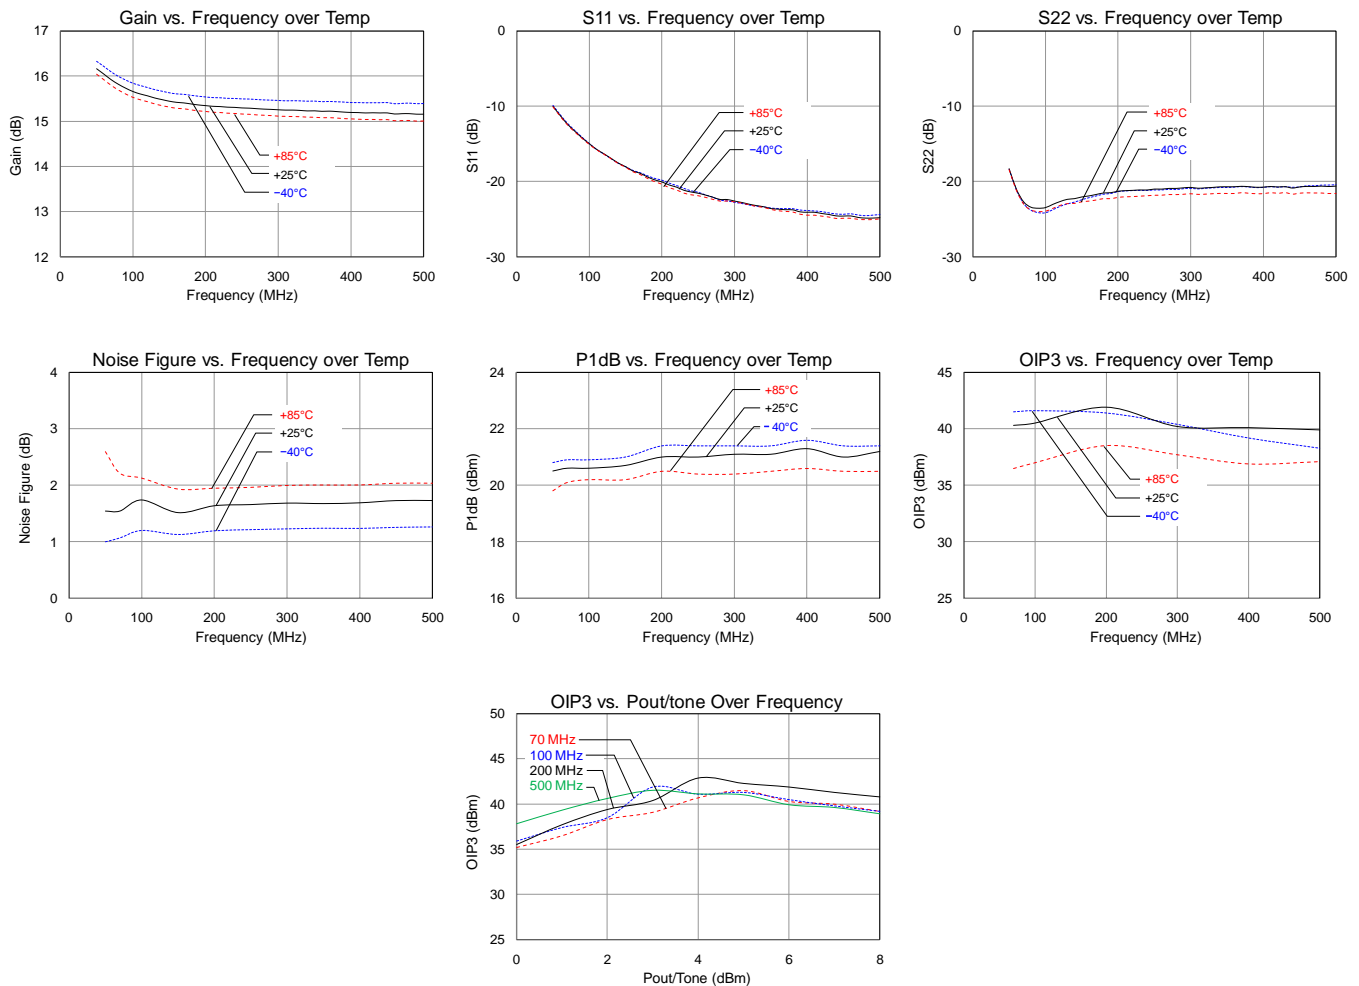 Gain vs. Frequency over Temp
17
16
15
14
13
12
Gain (dB)
+85°C
+25°C
−40°C
0 100 200 300 400 500
Frequency (MHz)
S11 vs. Frequency over Temp
0
-10
-20
-30
S11 (dB)
+85°C
+25°C
−40°C
0 100 200 300 400 500
Frequency (MHz)
S22 vs. Frequency over Temp
0
-10
-20
-30
S22 (dB)
+85°C
+25°C
−40°C
0 100 200 300 400 500
Frequency (MHz)
Noise Figure vs. Frequency over Temp
4
3
2
1
0
Noise Figure (dB)
+85°C
+25°C
−40°C
0 100 200 300 400 500
Frequency (MHz)
P1dB vs. Frequency over Temp
24
22
20
18
16
P1dB (dBm)
+85°C
+25°C
− 40°C
0 100 200 300 400 500
Frequency (MHz)
OIP3 vs. Frequency over Temp
45
40
35
30
25
OIP3 (dBm)
+85°C
+25°C
−40°C
0 100 200 300 400 500
Frequency (MHz)
OIP3 vs. Pout/tone Over Frequency
50
45
40
35
30
25
OIP3 (dBm)
70 MHz
100 MHz
200 MHz
500 MHz
0 2 4 6 8
Pout/Tone (dBm)